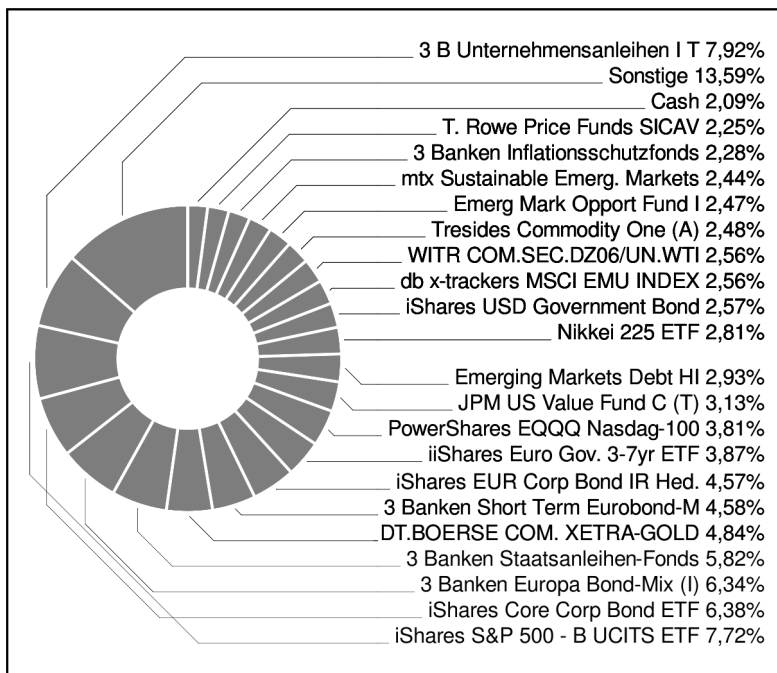 3 B Unternehmensanleihen I T 7,92%
Sonstige 13,59%
Cash 2,09%
T. Rowe Price Funds SICAV 2,25%
3 Banken Inflationsschutzfonds 2,28%
mtx Sustainable Emerg. Markets 2,44%
Emerg Mark Opport Fund I 2,47%
Tresides Commodity One (A) 2,48%
WITR COM.SEC.DZ06/UN.WTI 2,56%
db x-trackers MSCI EMU INDEX 2,56%
iShares USD Government Bond 2,57%
Nikkei 225 ETF 2,81%
Emerging Markets Debt HI 2,93%
JPM US Value Fund C (T) 3,13%
PowerShares EQQQ Nasdag-100 3,81%
iiShares Euro Gov. 3-7yr ETF 3,87%
iShares EUR Corp Bond IR Hed. 4,57%
3 Banken Short Term Eurobond-M 4,58%
DT.BOERSE COM. XETRA-GOLD 4,84%
3 Banken Staatsanleihen-Fonds 5,82%
3 Banken Europa Bond-Mix (I) 6,34%
iShares Core Corp Bond ETF 6,38%
iShares S&P 500 - B UCITS ETF 7,72%